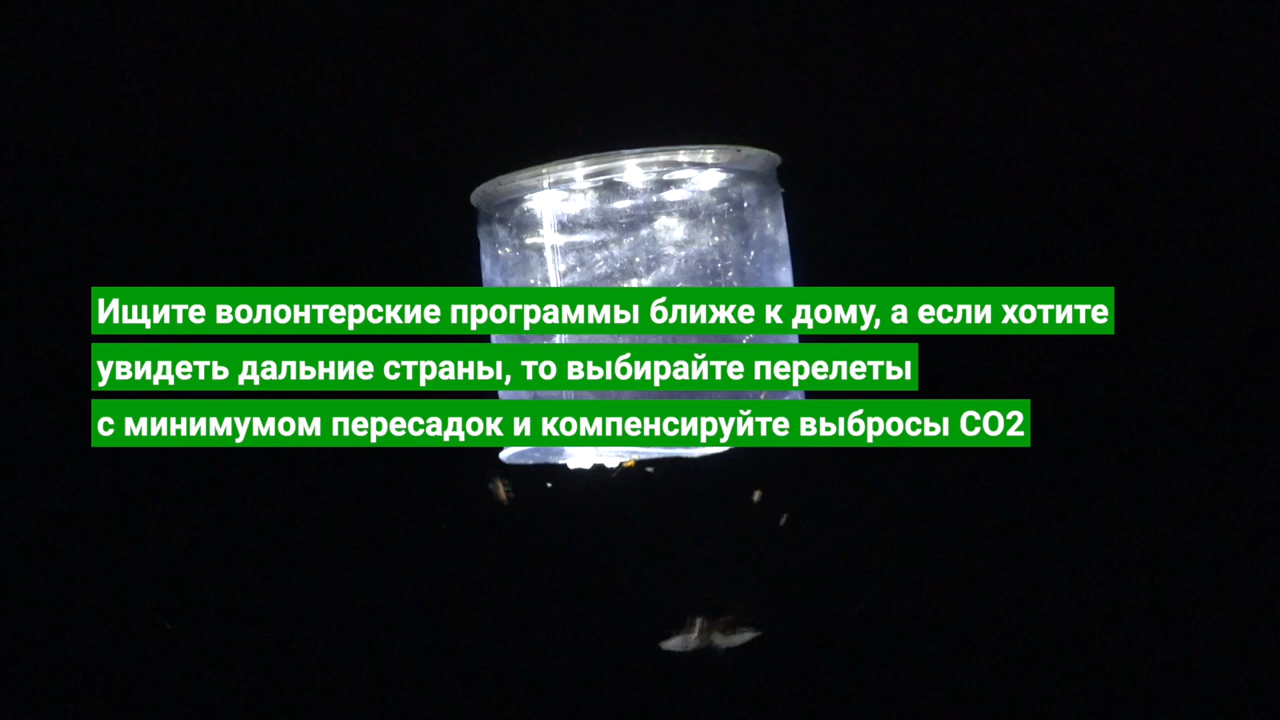 Ищите волонтерские программы ближе к дому, а если хотите
увидеть дальние страны, то выбирайте перелеты
с минимумом пересадок и компенсируйте выбросы CO2